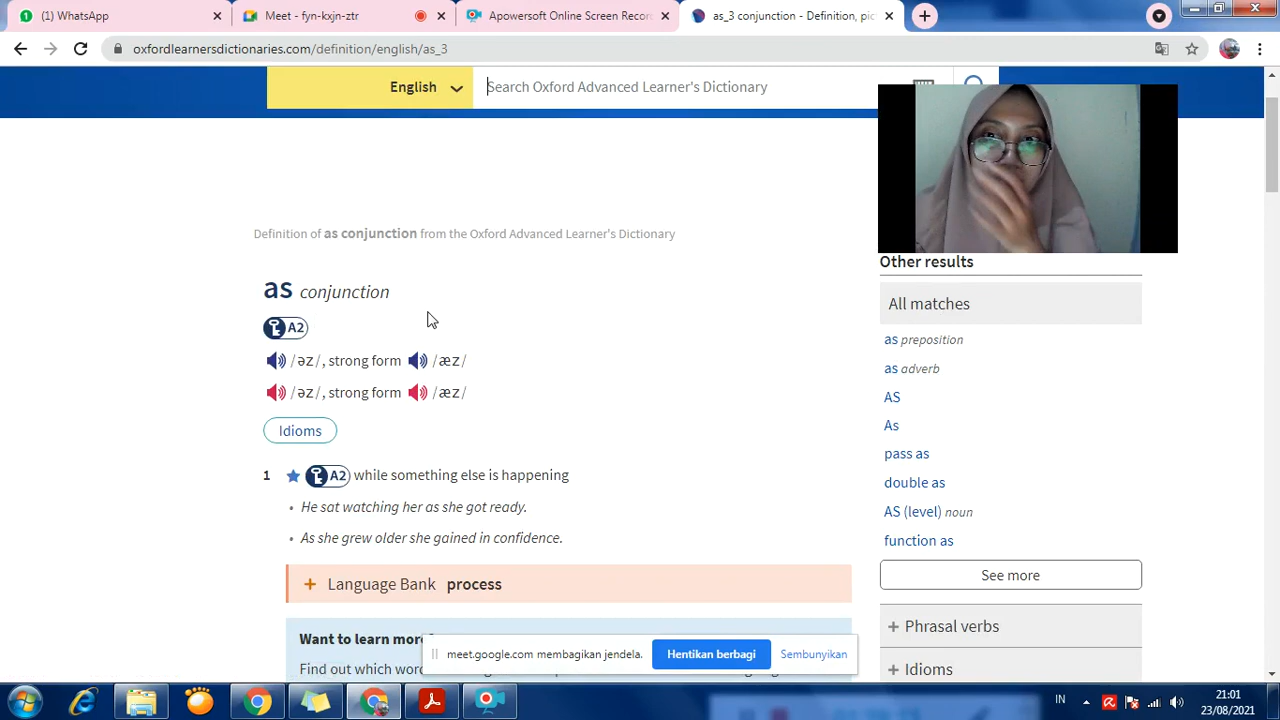 (1) WhatsApp
Meet - fyn-kxjn-ztr
Apowersoft Online Screen Recor
as_3 conjunction - Definition, pic
oxfordlearnersdictionaries.com/definition/english/as_3
English
Search Oxford Advanced Learner's Dictionary
Definition of as conjunction from the Oxford Advanced Learner's Dictionary
as conjunction
A2
/əz/, strong form /æz/
/əz/, strong form /æz/
Idioms
1 A2 while something else is happening
• He sat watching her as she got ready.
• As she grew older she gained in confidence.
+ Language Bank process
Want to learn more?
Find out which word
Other results
All matches
as preposition
as adverb
AS
As
pass as
double as
AS (level) noun
function as
See more
+ Phrasal verbs
+ Idioms
meet.google.com membagikan jendela. Hentikan berbagi Sembunyikan
IN
21:01
23/08/2021